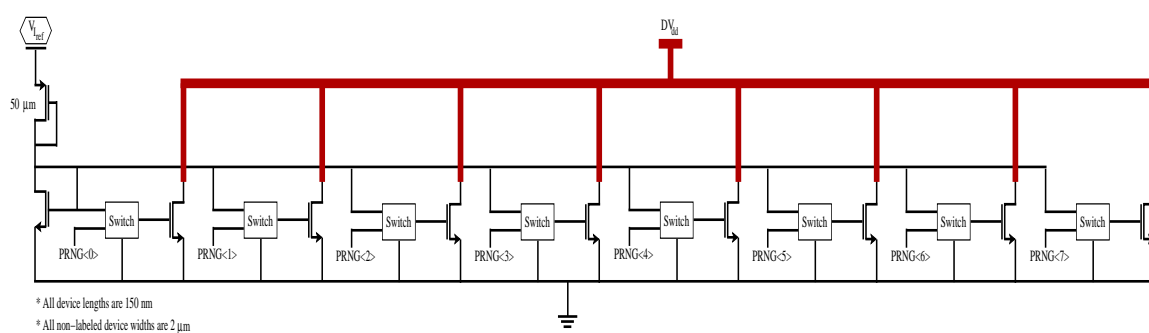 V_Iref
DV_dd
50 µm
Switch Switch Switch Switch Switch Switch Switch Switch
PRNG<0> PRNG<1> PRNG<2> PRNG<3> PRNG<4> PRNG<5> PRNG<6> PRNG<7>
* All device lengths are 150 nm
* All non-labeled device widths are 2 µm